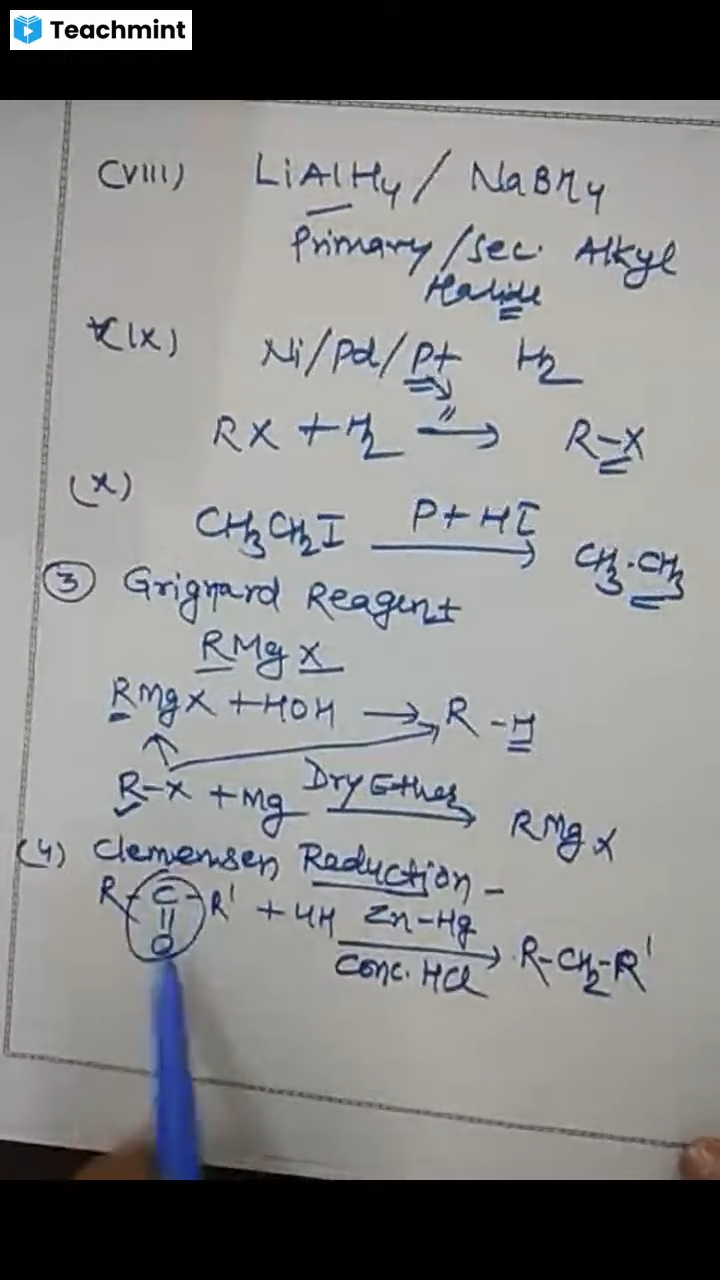 Teachmint
(VIII) LiAlH4 / NaBH4
Primary / Sec. Alkyl
Halide
(IX) Ni/Pd/Pt H2
RX + H2 → R-X
(X)
CH3CH2I P+HI → CH3.CH3
(3) Grignard Reagent
RMgX
RMgX + HOH → R-H
R-X + Mg Dry Ether → RMgX
(4) Clemensen Reduction -
R-C-R' + 4H Zn-Hg → R-CH2-R'
O Conc. HCl